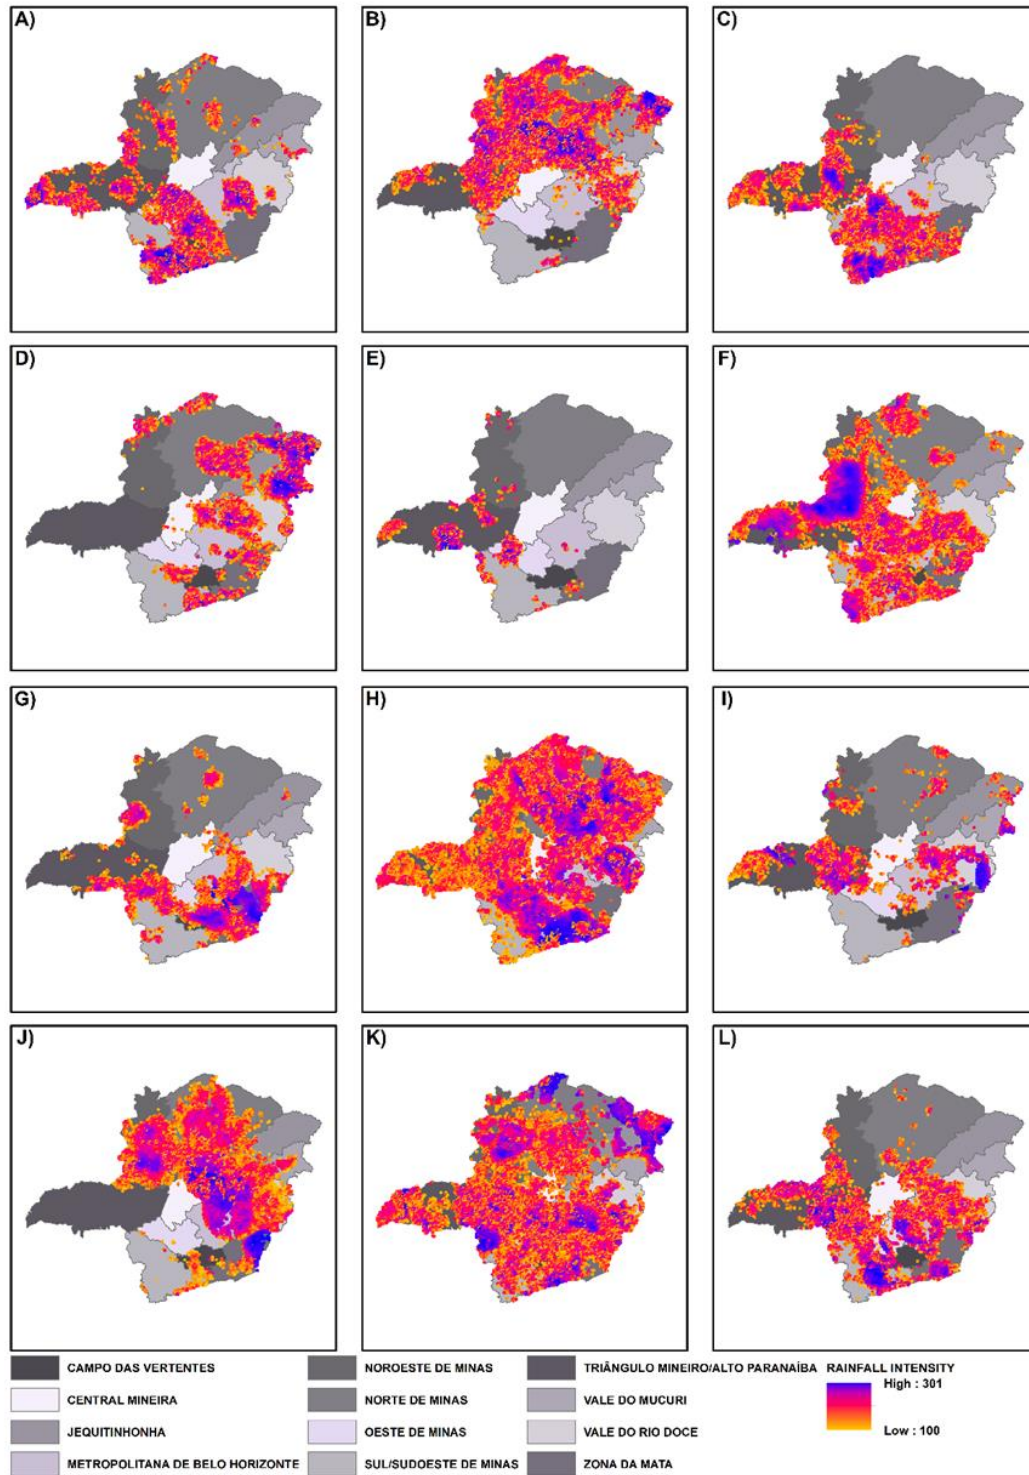 A)
B)
C)
D)
E)
F)
G)
H)
I)
J)
K)
L)
CAMPO DAS VERTENTES
NOROESTE DE MINAS
TRIÂNGULO MINEIRO/ALTO PARANAÍBA
RAINFALL INTENSITY
CENTRAL MINEIRA
NORTE DE MINAS
VALE DO MUCURI
High : 301
JEQUITINHONHA
OESTE DE MINAS
VALE DO RIO DOCE
Low : 100
METROPOLITANA DE BELO HORIZONTE
SUL/SUDOESTE DE MINAS
ZONA DA MATA